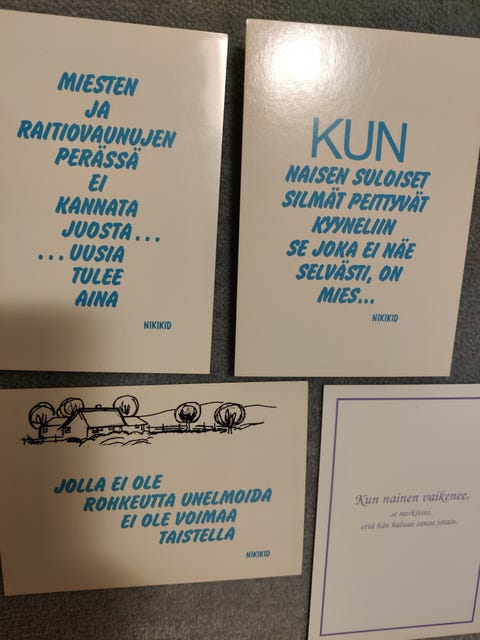 MIESTEN
JA
RAITIOVAUNUJEN
PERÄSSÄ
EI
KANNATA
JUOSTA...
...UUSIA
TULEE
AINA
NIKIKID
KUN
NAISEN SULOISET
SILMÄT PEITTYVÄT
KYYNELIIN
SE JOKA EI NÄE
SELVÄSTI, ON
MIES...
NIKIKID
JOLLA EI OLE
ROHKEUTTA UNELMOIDA
EI OLE VOIMAA
TAISTELLA
NIKIKID
Kun nainen vaikenee,
se merkitsee,
että hän haluaa sanoa jotain.